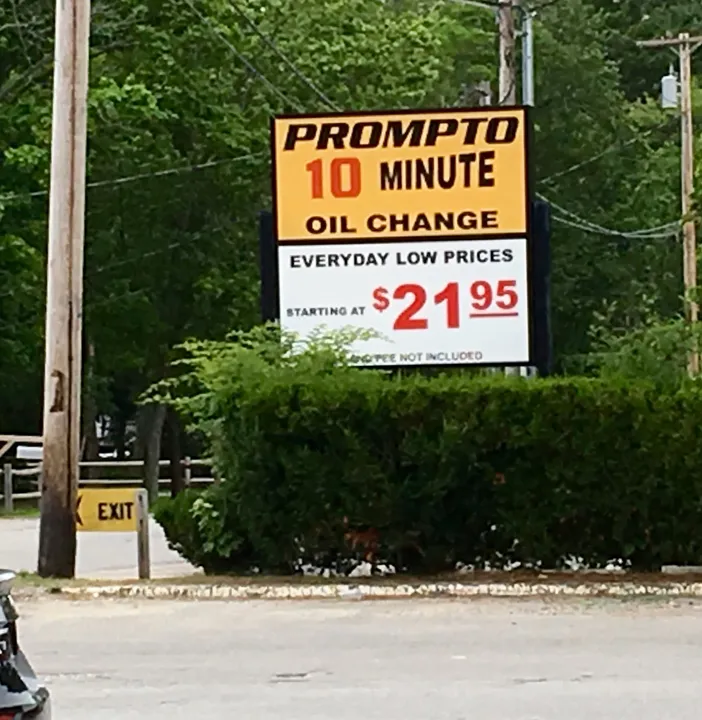 PROMPTO
10 MINUTE
OIL CHANGE
EVERYDAY LOW PRICES
STARTING AT $21 95
FEE NOT INCLUDED
EXIT